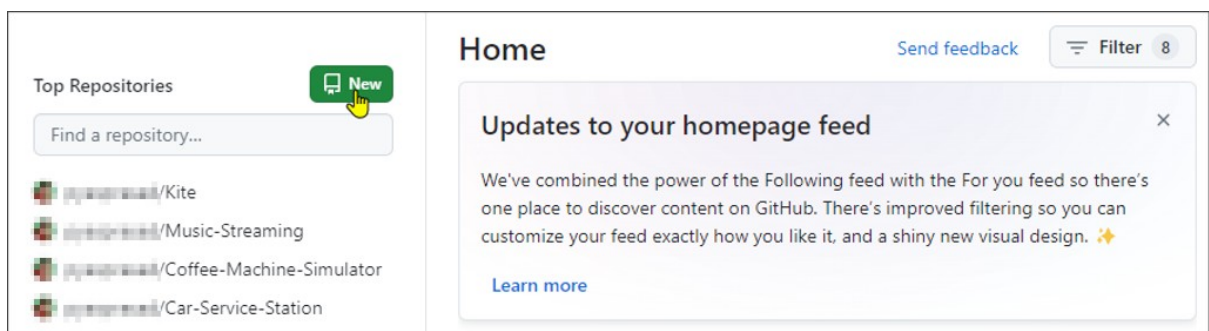 Top Repositories
New
Find a repository...
/Kite
/Music-Streaming
/Coffee-Machine-Simulator
/Car-Service-Station
Home
Send feedback
Filter 8
Updates to your homepage feed
We've combined the power of the Following feed with the For you feed so there's
one place to discover content on GitHub. There's improved filtering so you can
customize your feed exactly how you like it, and a shiny new visual design. ✨
Learn more